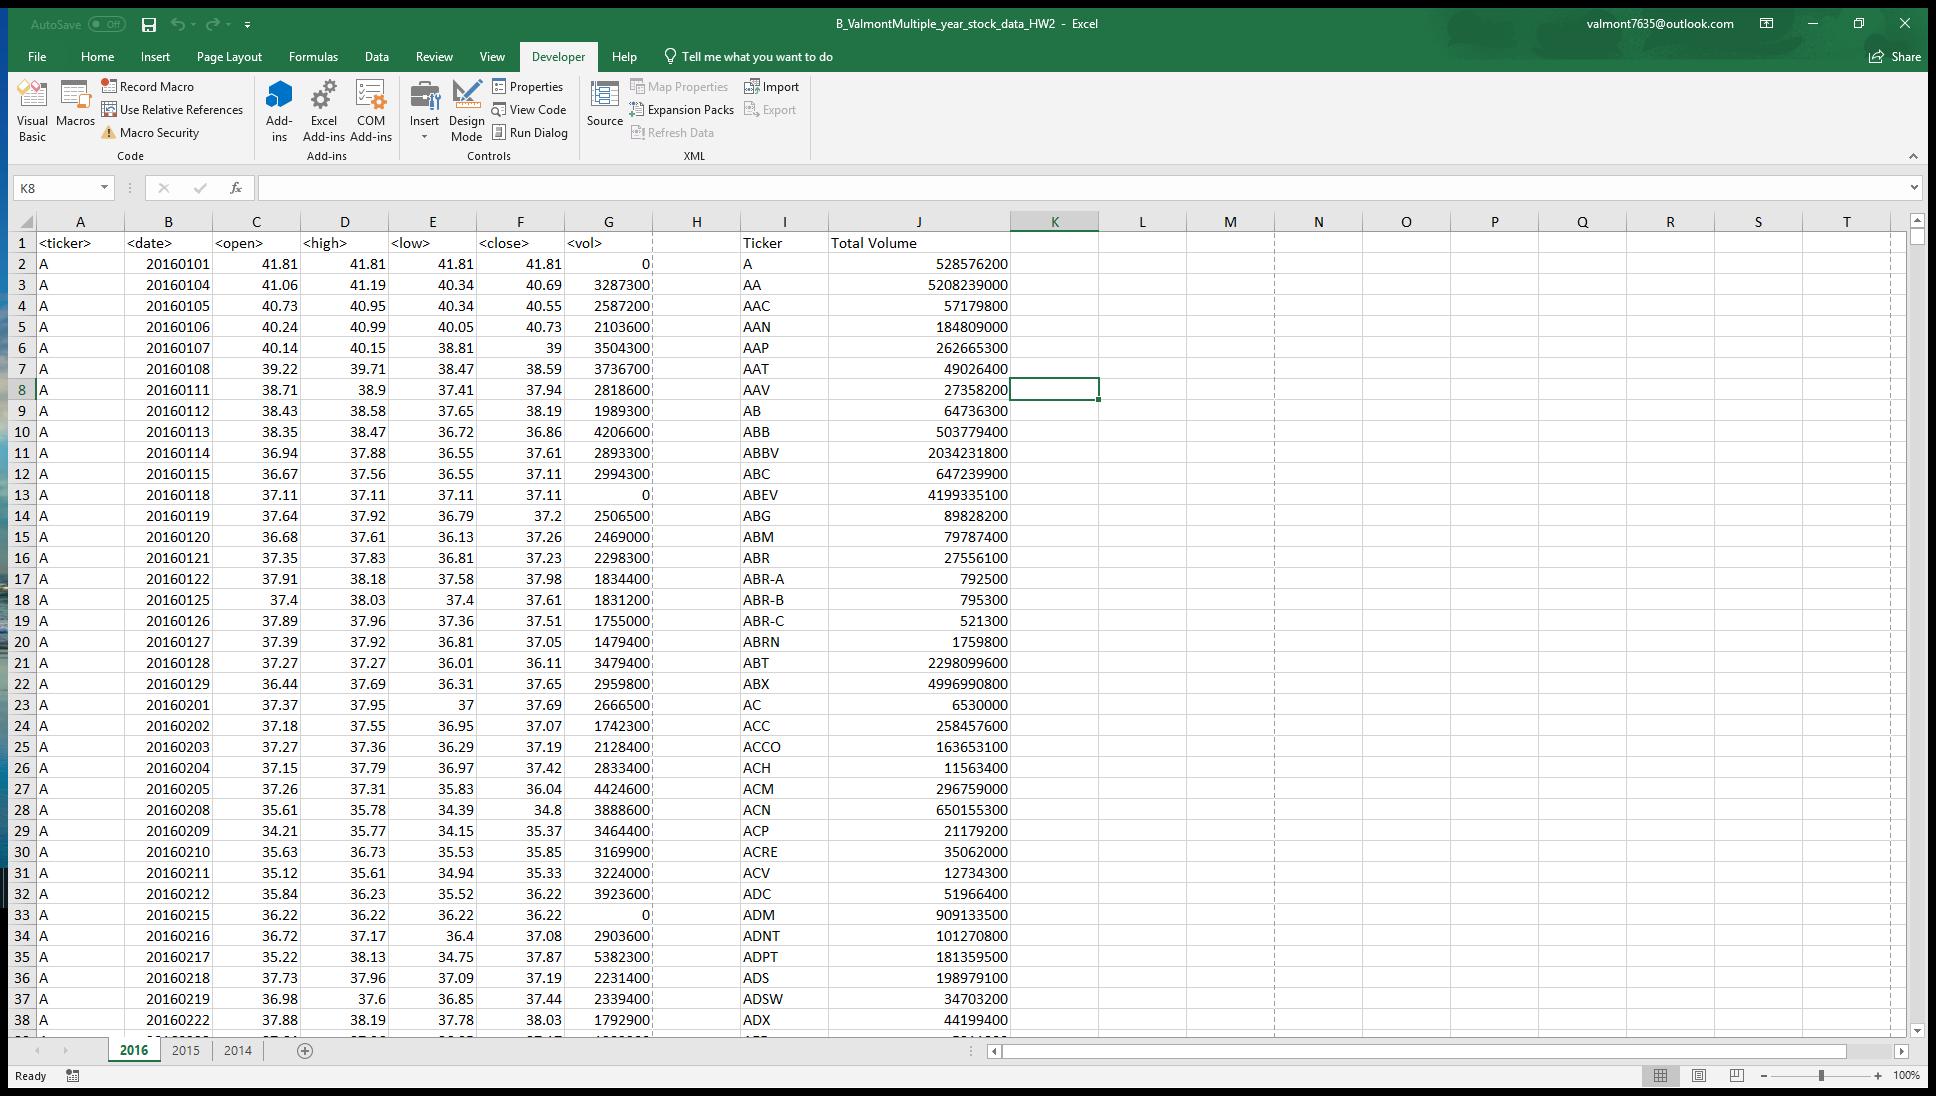 AutoSave Off
B_ValmontMultiple_year_stock_data_HW2 - Excel
valmont7635@outlook.com
File Home Insert Page Layout Formulas Data Review View Developer Help Tell me what you want to do Share
Visual Basic
Macros
Record Macro
Use Relative References
Macro Security
Code
Add-ins
Excel Add-ins
COM Add-ins
Add-ins
Insert
Design Mode
Properties
View Code
Run Dialog
Controls
Source
Map Properties
Expansion Packs
Refresh Data
Import
Export
XML
K8 fx
A B C D E F G H I J K L M N O P Q R S T
1 <ticker> <date> <open> <high> <low> <close> <vol> Ticker Total Volume
2 A 20160101 41.81 41.81 41.81 41.81 0 A 528576200
3 A 20160104 41.06 41.19 40.34 40.69 3287300 AA 5208239000
4 A 20160105 40.73 40.95 40.34 40.55 2587200 AAC 57179800
5 A 20160106 40.24 40.99 40.05 40.73 2103600 AAN 184809000
6 A 20160107 40.14 40.15 38.81 39 3504300 AAP 262665300
7 A 20160108 39.22 39.71 38.47 38.59 3736700 AAT 49026400
8 A 20160111 38.71 38.9 37.41 37.94 2818600 AAV 27358200
9 A 20160112 38.43 38.58 37.65 38.19 1989300 AB 64736300
10 A 20160113 38.35 38.47 36.72 36.86 4206600 ABB 503779400
11 A 20160114 36.94 37.88 36.55 37.61 2893300 ABBV 2034231800
12 A 20160115 36.67 37.56 36.55 37.11 2994300 ABC 647239900
13 A 20160118 37.11 37.11 37.11 37.11 0 ABEV 4199335100
14 A 20160119 37.64 37.92 36.79 37.2 2506500 ABG 89828200
15 A 20160120 36.68 37.61 36.13 37.26 2469000 ABM 79787400
16 A 20160121 37.35 37.83 36.81 37.23 2298300 ABR 27556100
17 A 20160122 37.91 38.18 37.58 37.98 1834400 ABR-A 792500
18 A 20160125 37.4 38.03 37.4 37.61 1831200 ABR-B 795300
19 A 20160126 37.89 37.96 37.36 37.51 1755000 ABR-C 521300
20 A 20160127 37.39 37.92 36.81 37.05 1479400 ABRN 1759800
21 A 20160128 37.27 37.27 36.01 36.11 3479400 ABT 2298099600
22 A 20160129 36.44 37.69 36.31 37.65 2959800 ABX 4996990800
23 A 20160201 37.37 37.95 37 37.69 2666500 AC 6530000
24 A 20160202 37.18 37.55 36.95 37.07 1742300 ACC 258457600
25 A 20160203 37.27 37.36 36.29 37.19 2128400 ACCO 163653100
26 A 20160204 37.15 37.79 36.97 37.42 2833400 ACH 11563400
27 A 20160205 37.26 37.31 35.83 36.04 4424600 ACM 296759000
28 A 20160208 35.61 35.78 34.39 34.8 3888600 ACN 650155300
29 A 20160209 34.21 35.77 34.15 35.37 3464400 ACP 21179200
30 A 20160210 35.63 36.73 35.53 35.85 3169900 ACRE 35062000
31 A 20160211 35.12 35.61 34.94 35.33 3224000 ACV 12734300
32 A 20160212 35.84 36.23 35.52 36.22 3923600 ADC 51966400
33 A 20160215 36.22 36.22 36.22 36.22 0 ADM 909133500
34 A 20160216 36.72 37.17 36.4 37.08 2903600 ADNT 101270800
35 A 20160217 35.22 38.13 34.75 37.87 5382300 ADPT 181359500
36 A 20160218 37.73 37.96 37.09 37.19 2231400 ADS 198979100
37 A 20160219 36.98 37.6 36.85 37.44 2339400 ADSW 34703200
38 A 20160222 37.88 38.19 37.78 38.03 1792900 ADX 44199400
2016 2015 2014
Ready 100%